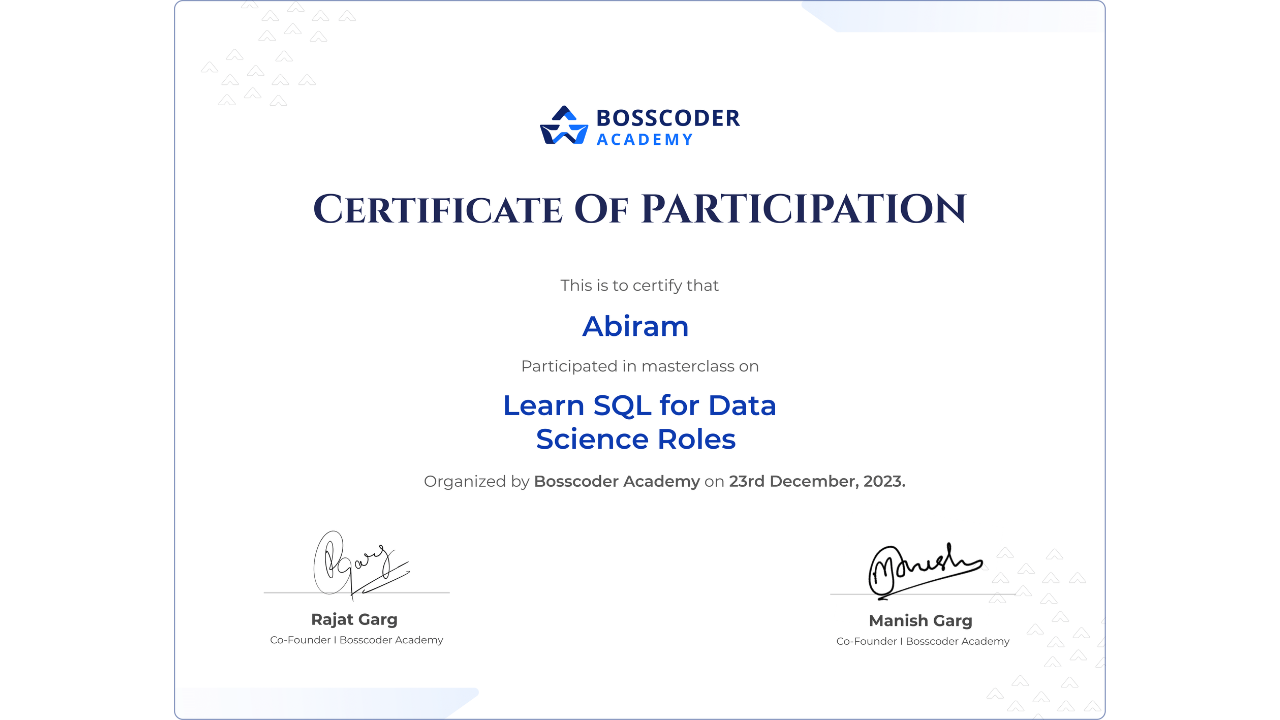 BOSSCODER
ACADEMY
CERTIFICATE OF PARTICIPATION
This is to certify that
Abiram
Participated in masterclass on
Learn SQL for Data
Science Roles
Organized by Bosscoder Academy on 23rd December, 2023.
RGarg
Manish
Rajat Garg
Manish Garg
Co-Founder I Bosscoder Academy
Co-Founder I Bosscoder Academy